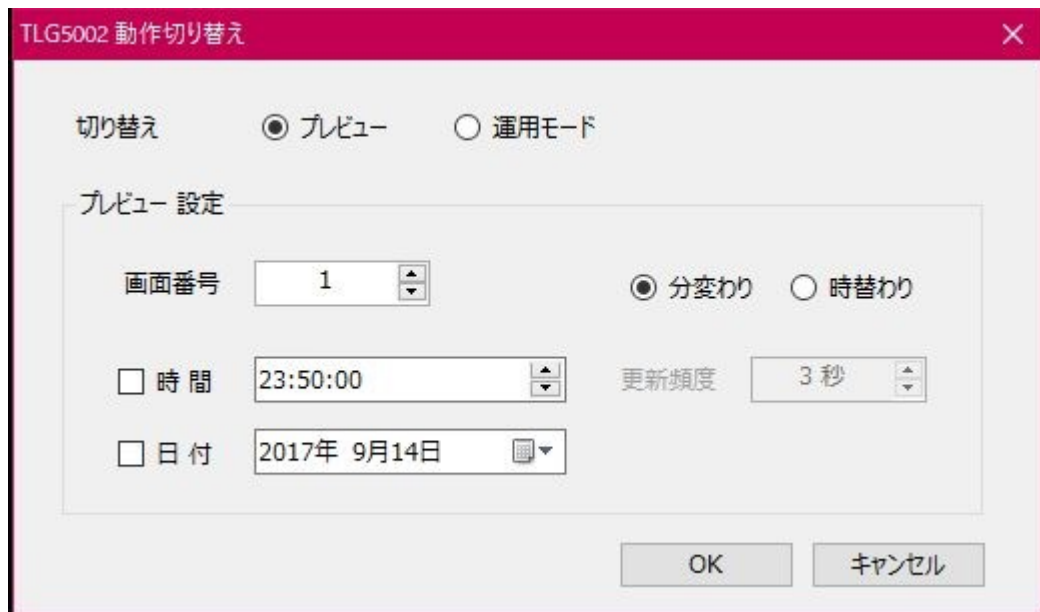 TLG5002 動作切り替え
切り替え プレビュー 運用モード
プレビュー 設定
画面番号 1 分変わり 時替わり
時間 23:50:00 更新頻度 3 秒
日付 2017年 9月14日
OK キャンセル